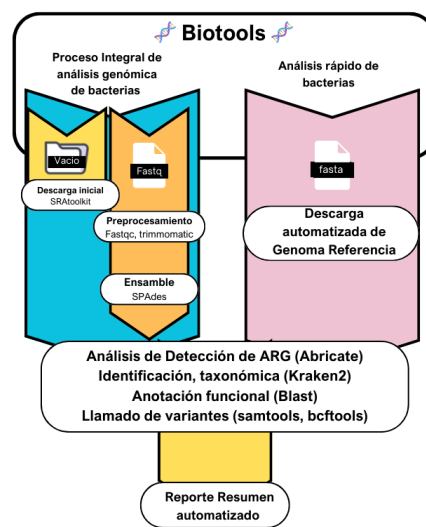 Biotools
Proceso Integral de
análisis genómica
de bacterias
Análisis rápido de
bacterias
Vacio
Descarga inicial
SRAtoolkit
Fastq
Preprocesamiento
Fastqc, trimmomatic
Ensamble
SPAdes
fasta
Descarga
automatizada de
Genoma Referencia
Análisis de Detección de ARG (Abricate)
Identificación, taxonómica (Kraken2)
Anotación funcional (Blast)
Llamado de variantes (samtools, bcftools)
Reporte Resumen
automatizado